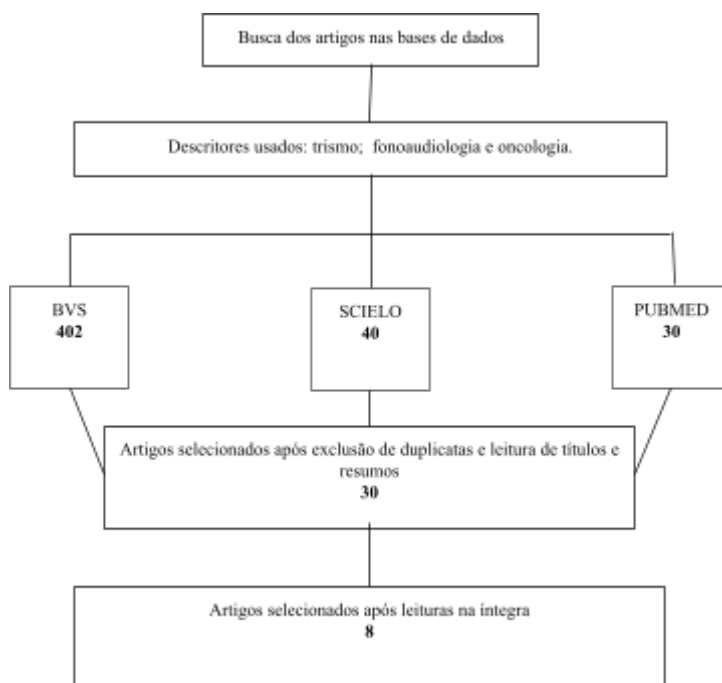 Busca dos artigos nas bases de dados
Descritores usados: trismo; fonoaudiologia e oncologia.
BVS
402
SCIELO
40
PUBMED
30
Artigos selecionados após exclusão de duplicatas e leitura de títulos e
resumos
30
Artigos selecionados após leituras na íntegra
8